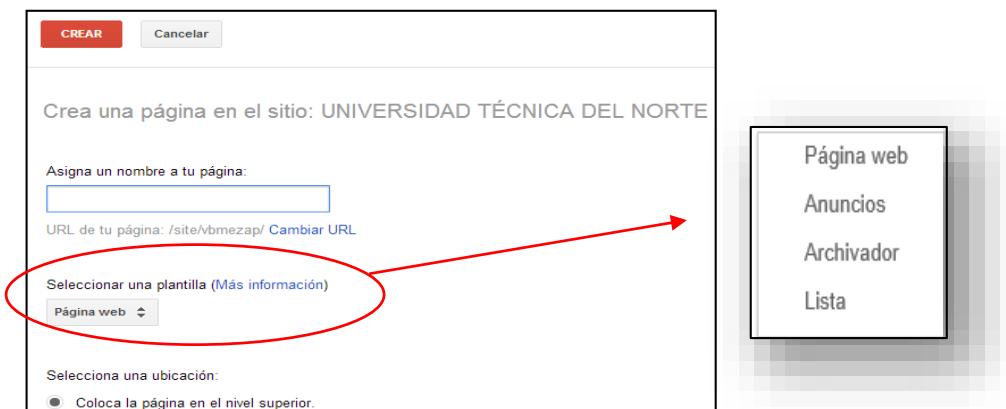 CREAR Cancelar
Crea una página en el sitio: UNIVERSIDAD TÉCNICA DEL NORTE
Asigna un nombre a tu página:
URL de tu página: /site/vbmezap/ Cambiar URL
Seleccionar una plantilla (Más información)
Página web
Selecciona una ubicación:
Coloca la página en el nivel superior.
Página web
Anuncios
Archivador
Lista